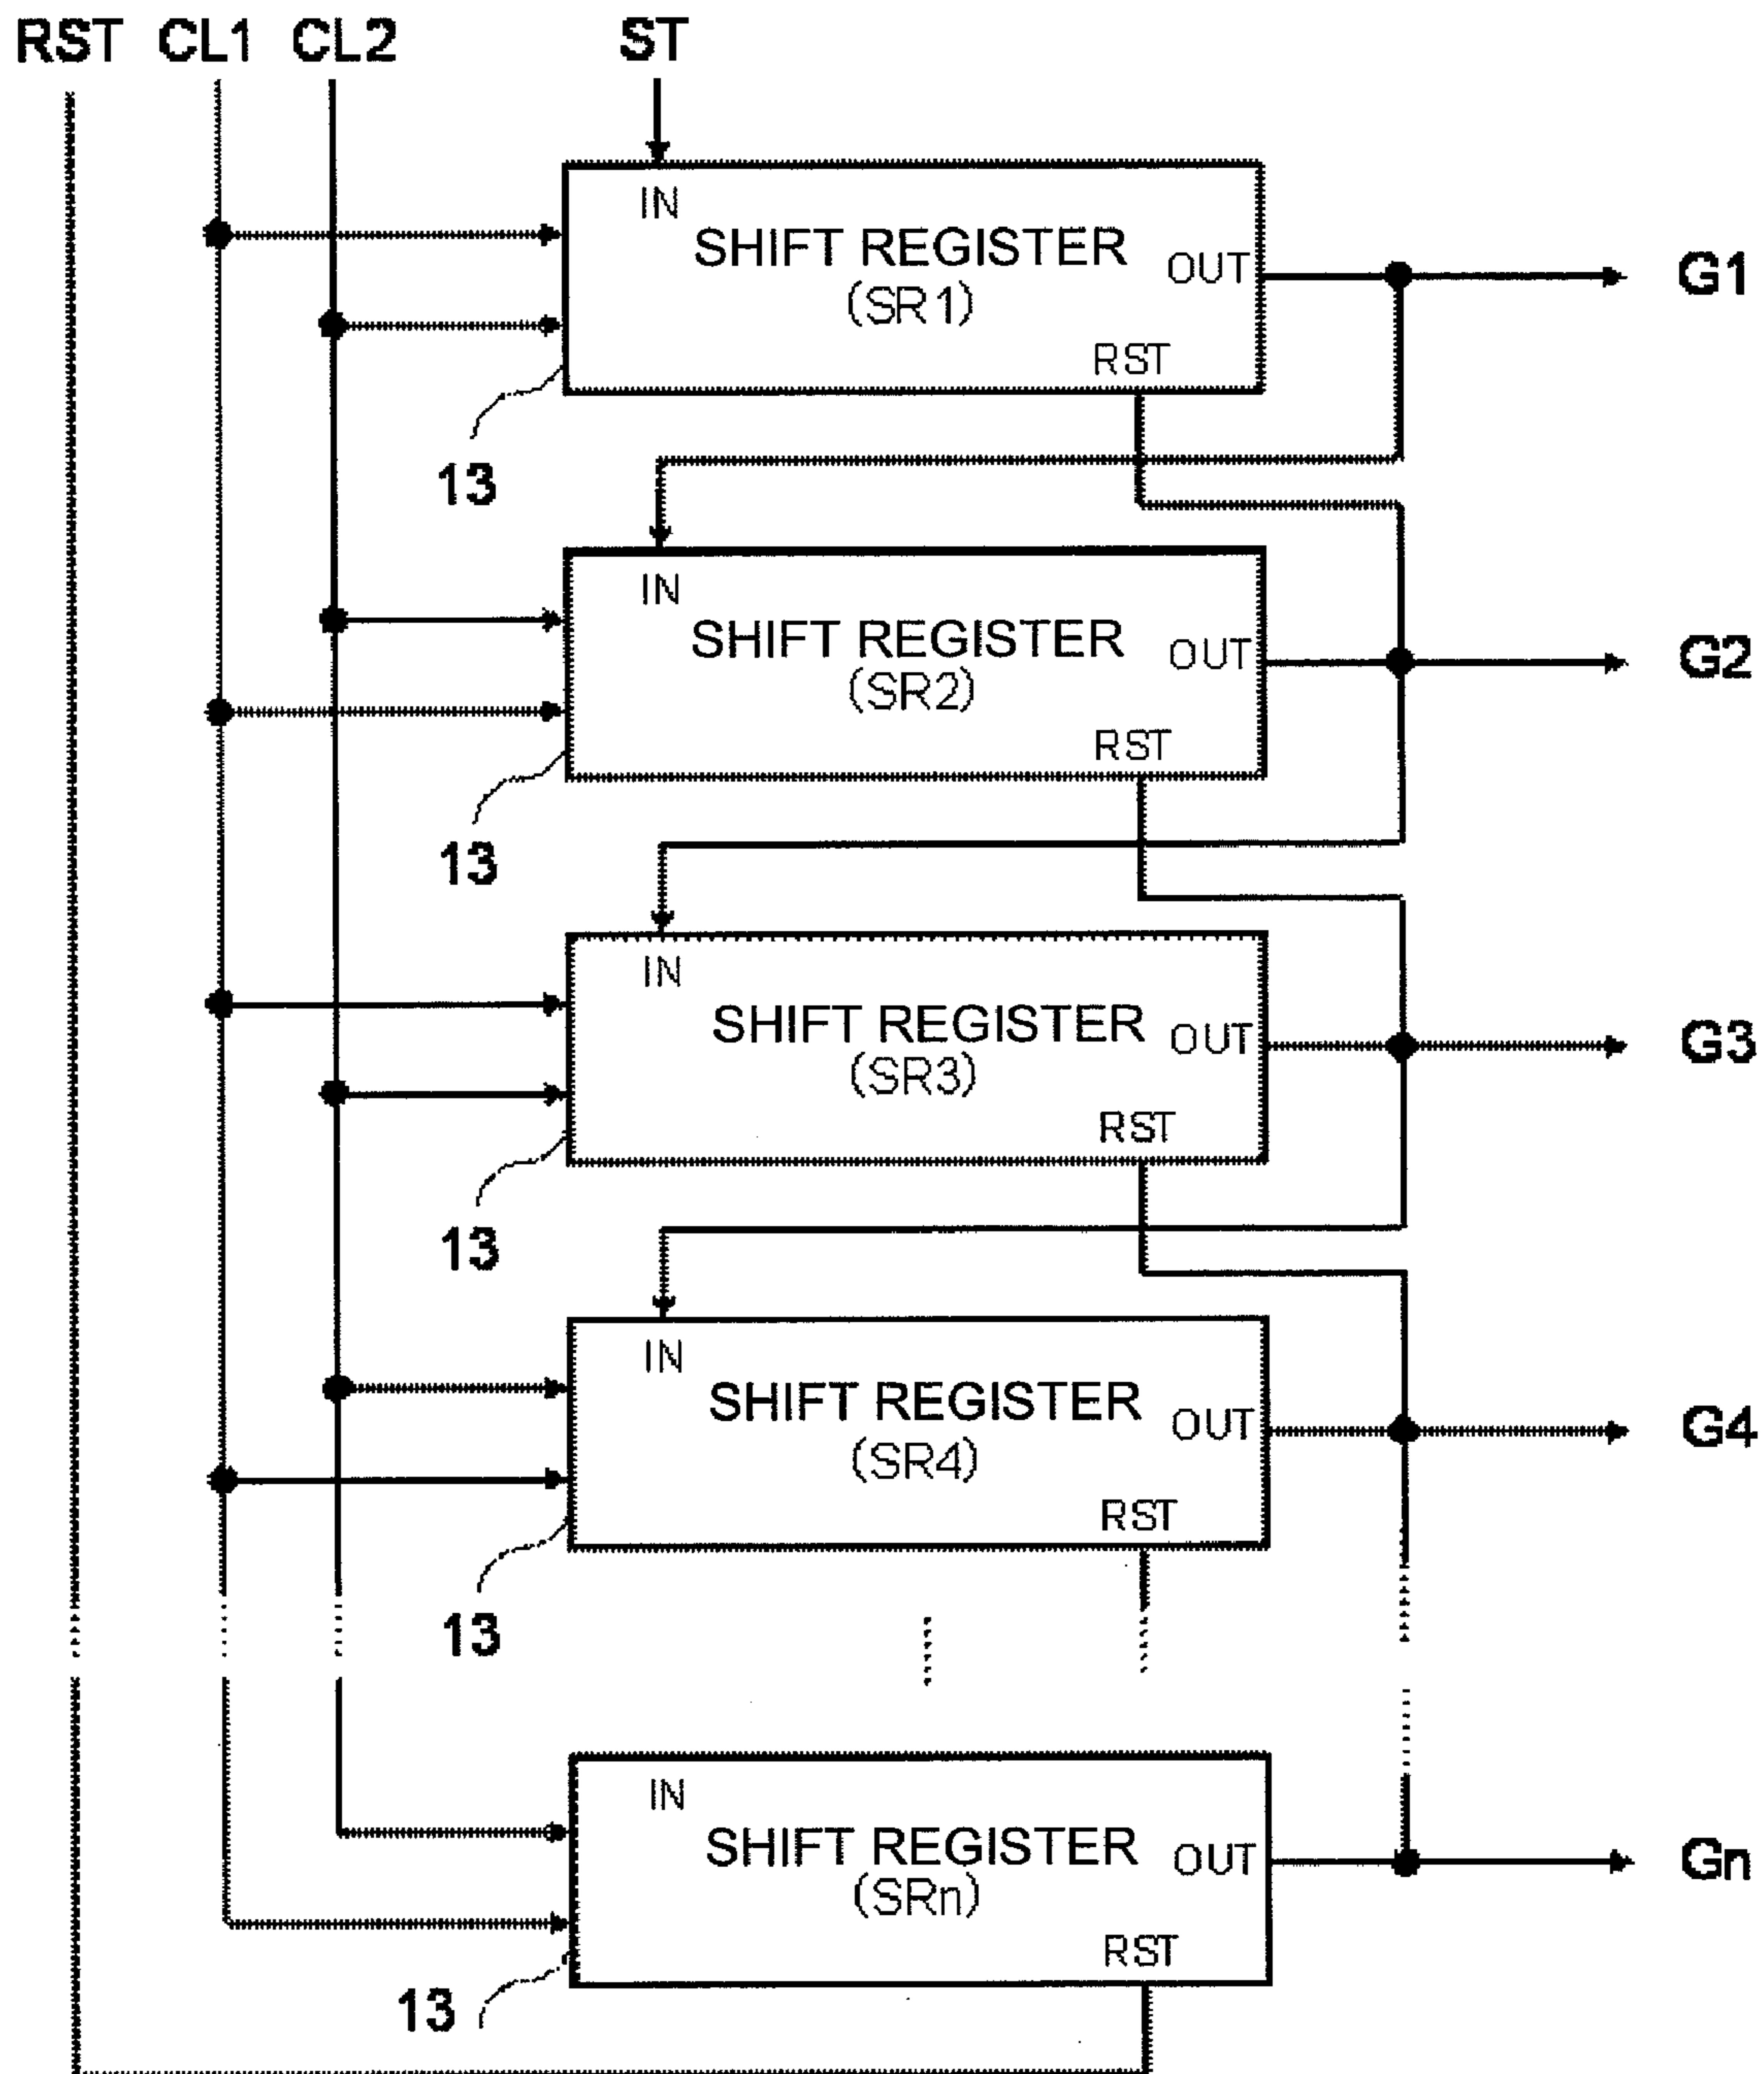 RST CL1 CL2 ST
IN
SHIFT REGISTER
(SR1)
OUT
RST
G1
13
IN
SHIFT REGISTER
(SR2)
OUT
RST
G2
13
IN
SHIFT REGISTER
(SR3)
OUT
RST
G3
13
IN
SHIFT REGISTER
(SR4)
OUT
RST
G4
13
IN
SHIFT REGISTER
(SRn)
OUT
RST
Gn
13